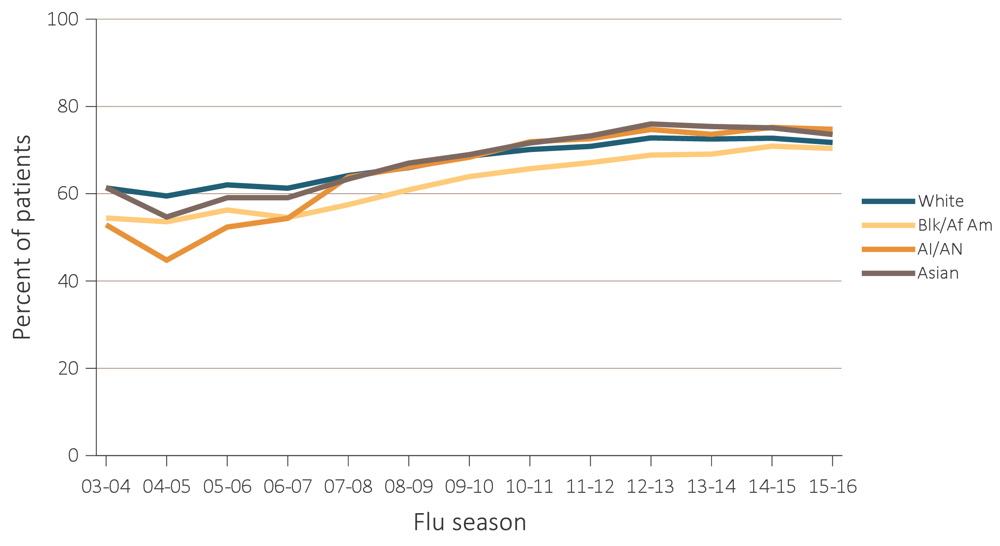 Percent of patients
100
80
60
40
20
0
03-04 04-05 05-06 06-07 07-08 08-09 09-10 10-11 11-12 12-13 13-14 14-15 15-16
Flu season
White
Blk/Af Am
AI/AN
Asian